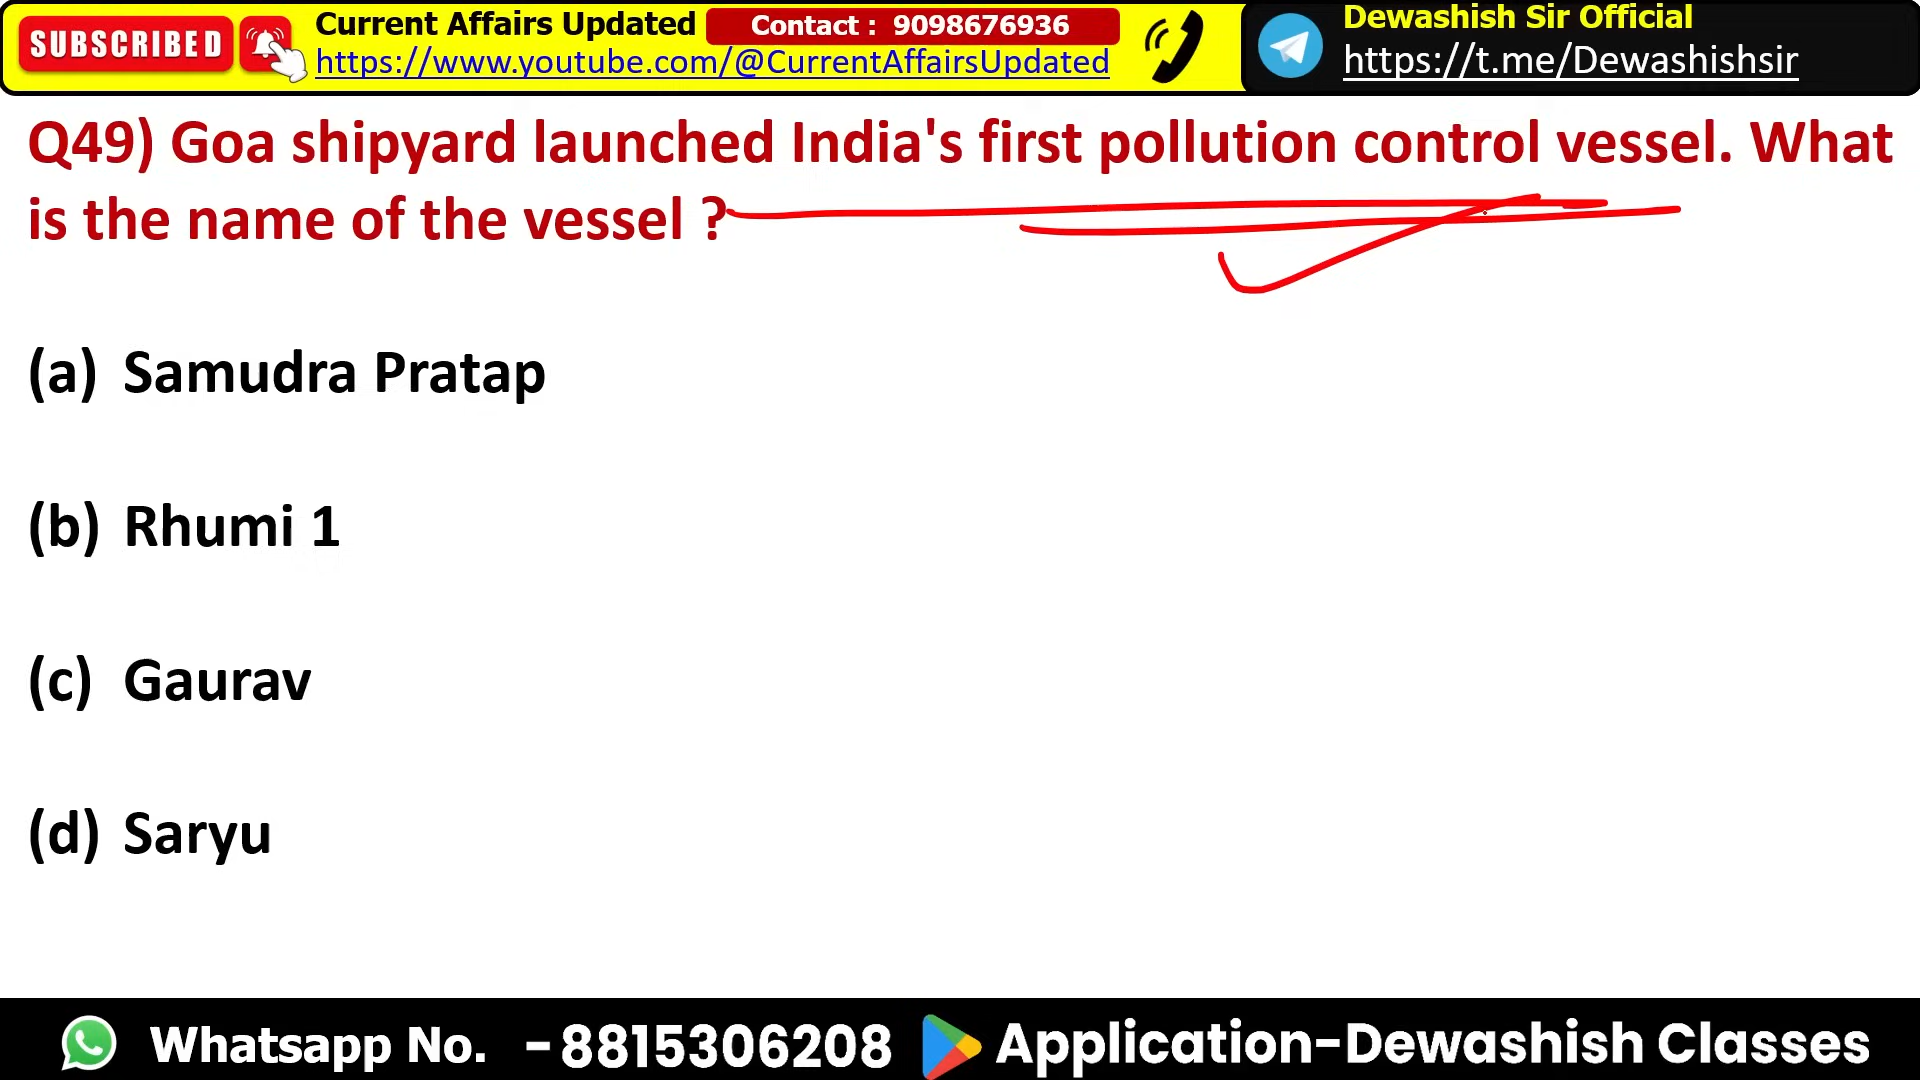 SUBSCRIBED
Current Affairs Updated
Contact : 9098676936
https://www.youtube.com/@CurrentAffairsUpdated
Dewashish Sir Official
https://t.me/Dewashishsir
Q49) Goa shipyard launched India's first pollution control vessel. What
is the name of the vessel ?
(a) Samudra Pratap
(b) Rhumi 1
(c) Gaurav
(d) Saryu
Whatsapp No. - 8815306208
Application-Dewashish Classes